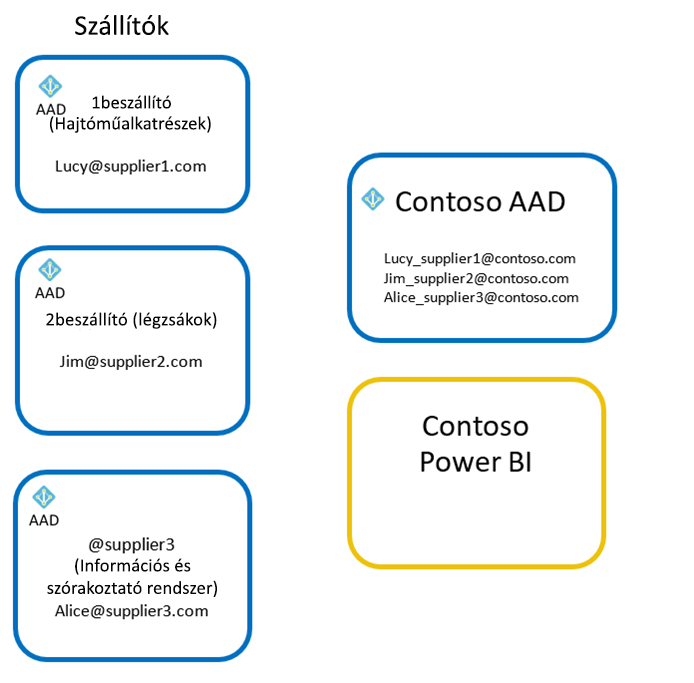 Szállítók
AAD
1beszállító
(Hajtóműalkatrészek)
Lucy@supplier1.com
AAD
2beszállító (légzsákok)
Jim@supplier2.com
AAD
@supplier3
(Információs és
szórakoztató rendszer)
Alice@supplier3.com
Contoso AAD
Lucy_supplier1@contoso.com
Jim_supplier2@contoso.com
Alice_supplier3@contoso.com
Contoso
Power BI